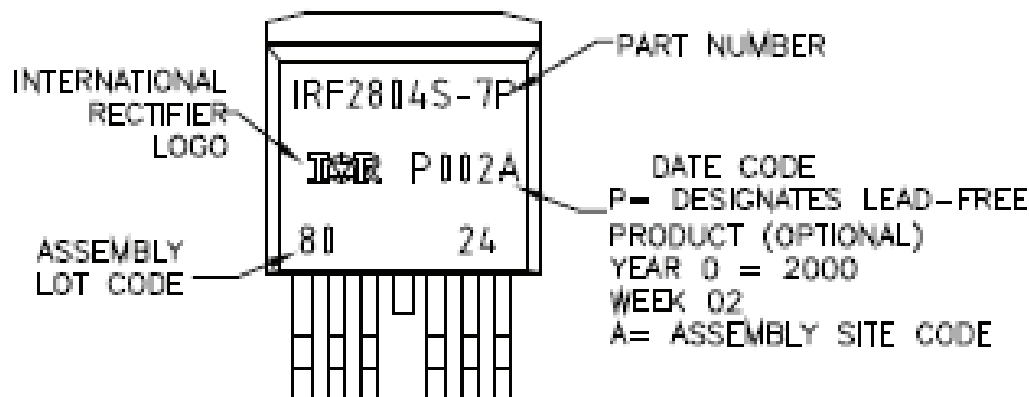 PART NUMBER
INTERNATIONAL
RECTIFIER
LOGO
IRF2804S-7P
IOR P002A
DATE CODE
P= DESIGNATES LEAD-FREE
PRODUCT (OPTIONAL)
YEAR 0 = 2000
WEEK 02
A= ASSEMBLY SITE CODE
ASSEMBLY
LOT CODE
80 24